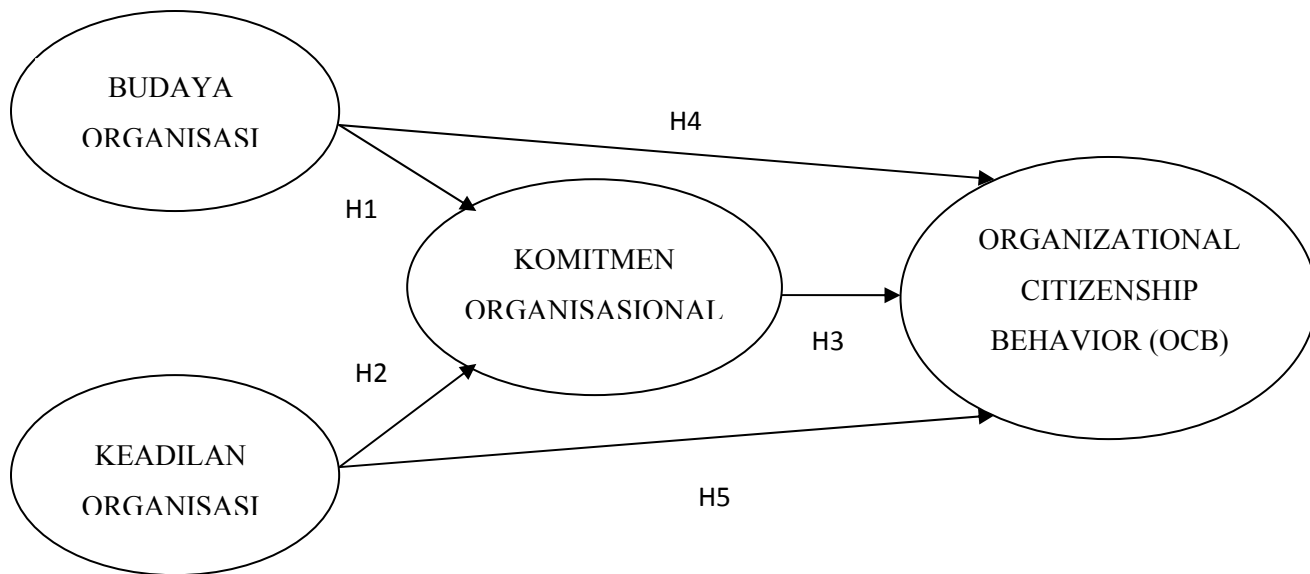 BUDAYA
ORGANISASI
H4
H1
KOMITMEN
ORGANISASIONAL
ORGANIZATIONAL
CITIZENSHIP
BEHAVIOR (OCB)
H3
H2
KEADILAN
ORGANISASI
H5